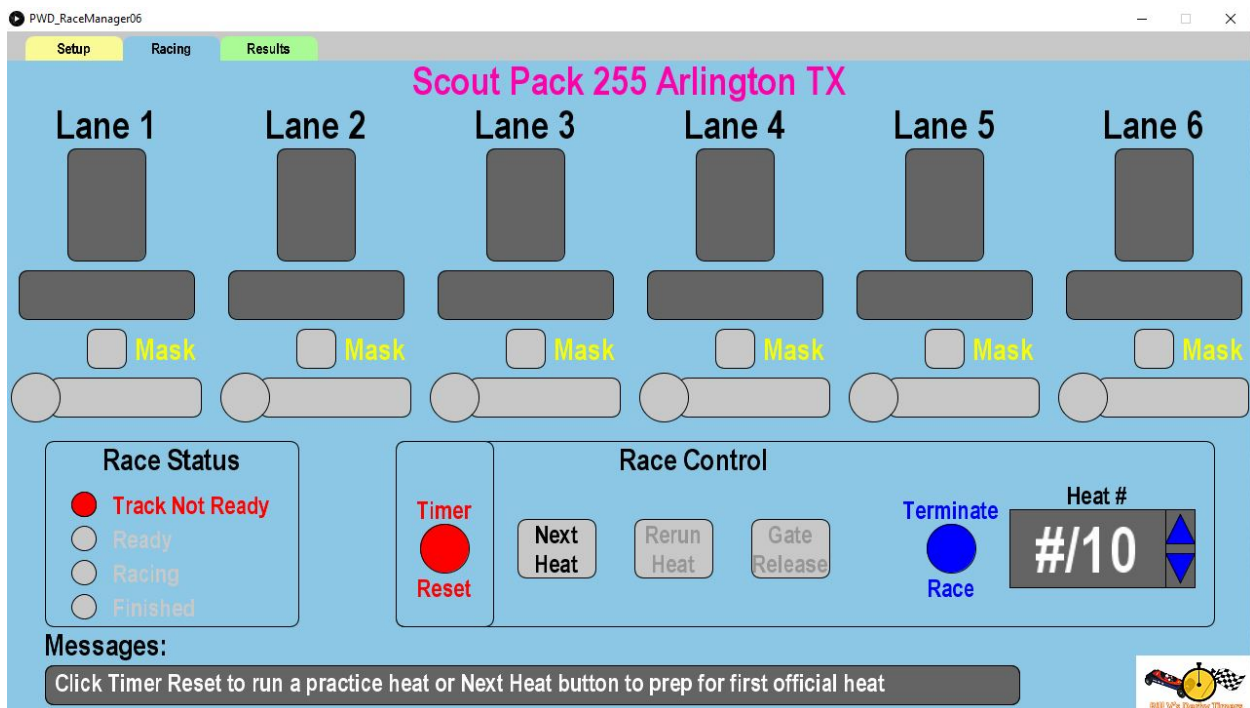 PWD_RaceManager06
Setup Racing Results
Scout Pack 255 Arlington TX
Lane 1 Lane 2 Lane 3 Lane 4 Lane 5 Lane 6
Mask Mask Mask Mask Mask Mask
Race Status
Track Not Ready
Ready
Racing
Finished
Race Control
Timer
Reset
Next
Heat
Rerun
Heat
Gate
Release
Terminate
Race
Heat #
#/10
Messages:
Click Timer Reset to run a practice heat or Next Heat button to prep for first official heat